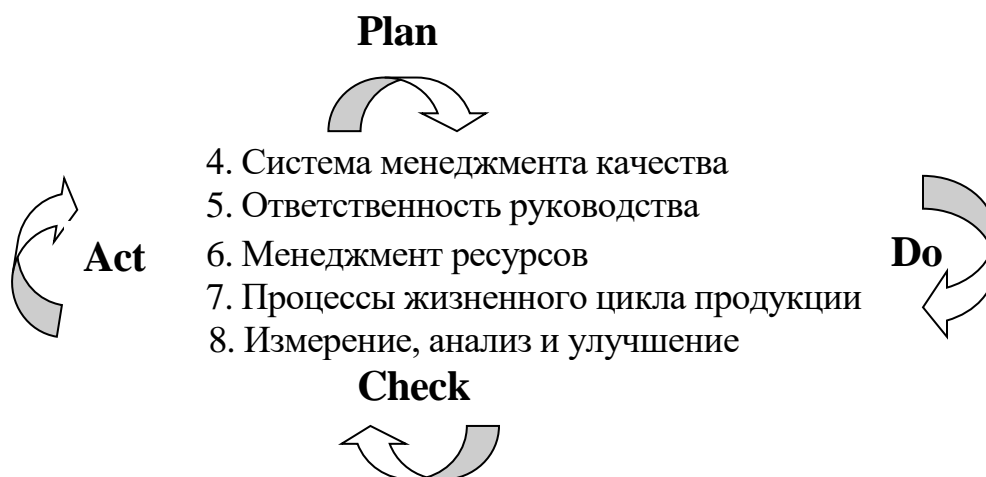 Plan
4. Система менеджмента качества
5. Ответственность руководства
Act
6. Менеджмент ресурсов
Do
7. Процессы жизненного цикла продукции
8. Измерение, анализ и улучшение
Check